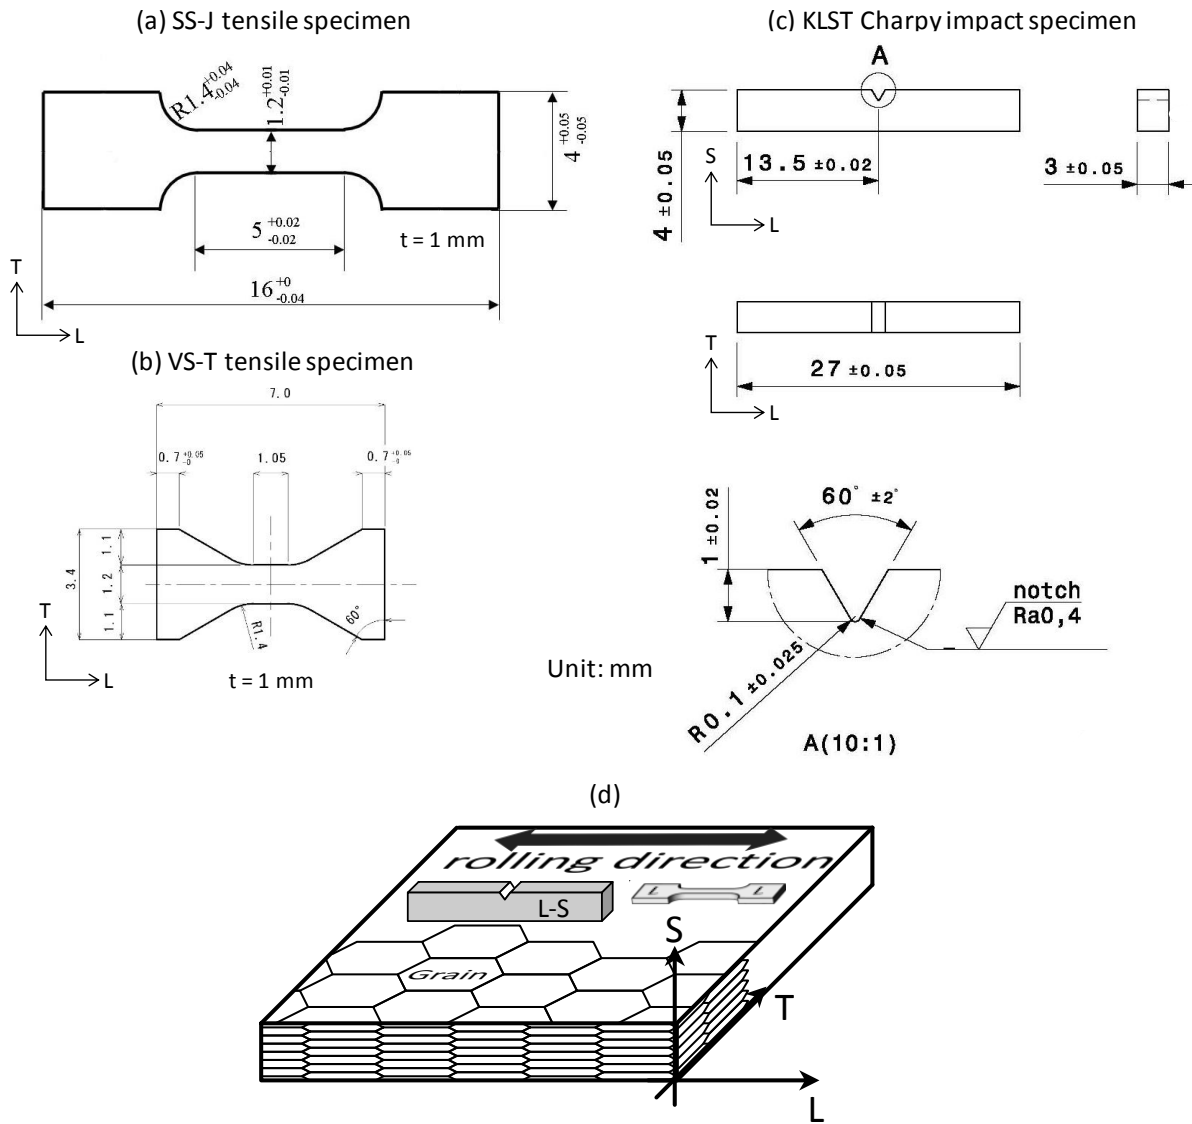 (a) SS-J tensile specimen
R1.4 +0.04 -0.04
1.2 +0.01 -0.01
4 +0.05 -0.05
5 +0.02 -0.02
t = 1 mm
16 +0 -0.04
T
L
(b) VS-T tensile specimen
7.0
0.7 +0.05 -0
1.05
0.7 +0.05 -0
3.4
1.1
1.2
1.1
R1.4
60°
T
L
t = 1 mm
Unit: mm
(c) KLST Charpy impact specimen
A
4 ±0.05
S
L
13.5 ±0.02
3 ±0.05
T
L
27 ±0.05
1 ±0.02
60° ±2°
notch
Ra0,4
R0.1 ±0.025
A(10:1)
(d)
rolling direction
L-S
L
L
Grain
S
T
L